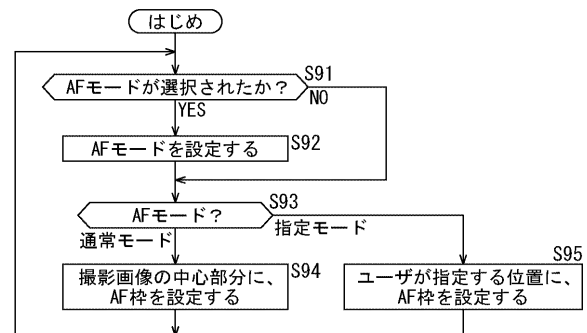 はじめ
AFモードが選択されたか？
S91
YES
NO
AFモードを設定する
S92
AFモード？
S93
通常モード
指定モード
撮影画像の中心部分に、
AF枠を設定する
S94
ユーザが指定する位置に、
AF枠を設定する
S95